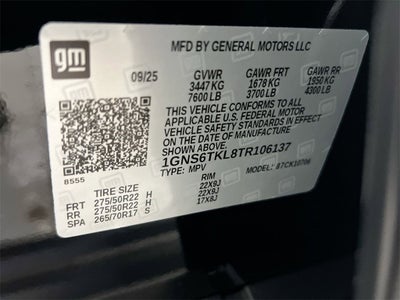 gm
MFD BY GENERAL MOTORS LLC
09/25 GVWR GAWR FRT GAWR RR
3447 KG 1678 KG 1950 KG
7600 LB 3700 LB 4300 LB
THIS VEHICLE CONFORMS TO ALL
APPLICABLE U.S. FEDERAL MOTOR
VEHICLE SAFETY STANDARDS IN EFFECT
ON THE DATE OF MANUFACTURE
1GNS6TKL8TR106137
8555 TYPE: MPV MODEL: 87CK10706
TIRE SIZE RIM
FRT 275/50R22 H 22X9J
RR 275/50R22 H 22X9J
SPA 265/70R17 S 17X8J